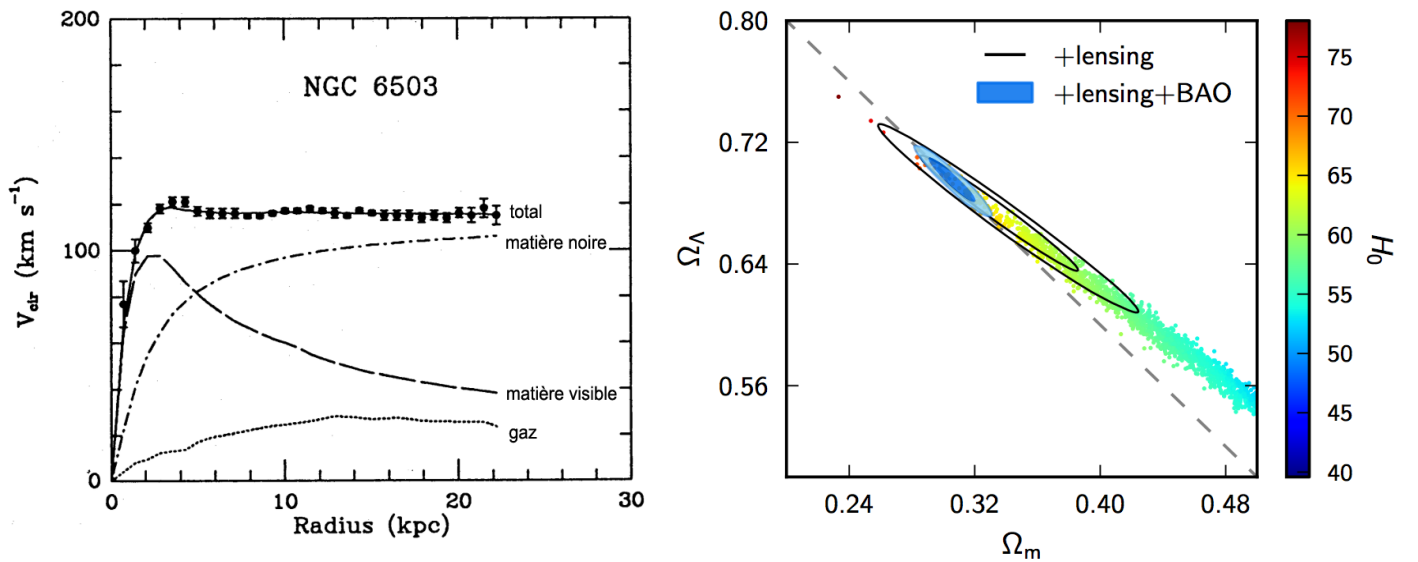 200
100
0
V_cir (km s⁻¹)
NGC 6503
total
matière noire
matière visible
gaz
0 10 20 30
Radius (kpc)
0.80
0.72
0.64
0.56
Ω_Λ
+lensing
+lensing+BAO
0.24 0.32 0.40 0.48
Ω_m
75
70
65
60
55
50
45
40
H_0